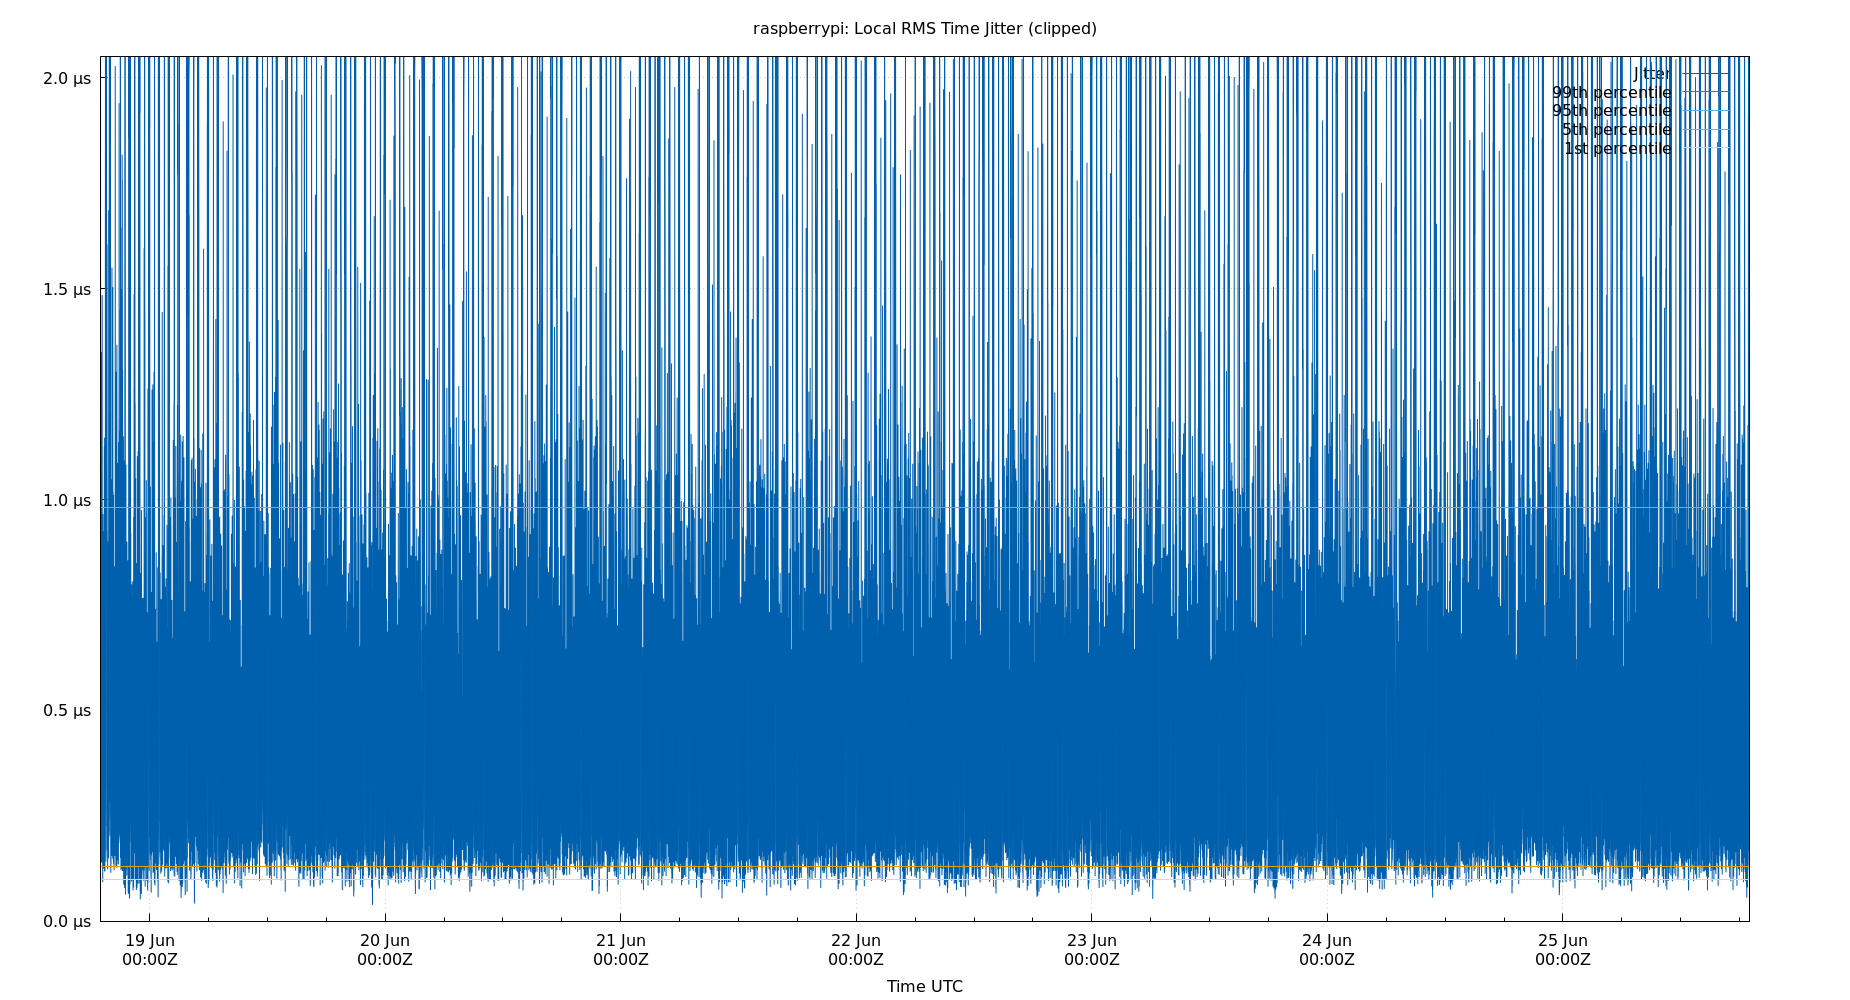 raspberrypi: Local RMS Time Jitter (clipped)
2.0 µs
1.5 µs
1.0 µs
0.5 µs
0.0 µs
Jitter
99th percentile
95th percentile
5th percentile
1st percentile
19 Jun 20 Jun 21 Jun 22 Jun 23 Jun 24 Jun 25 Jun
00:00Z 00:00Z 00:00Z 00:00Z 00:00Z 00:00Z 00:00Z
Time UTC